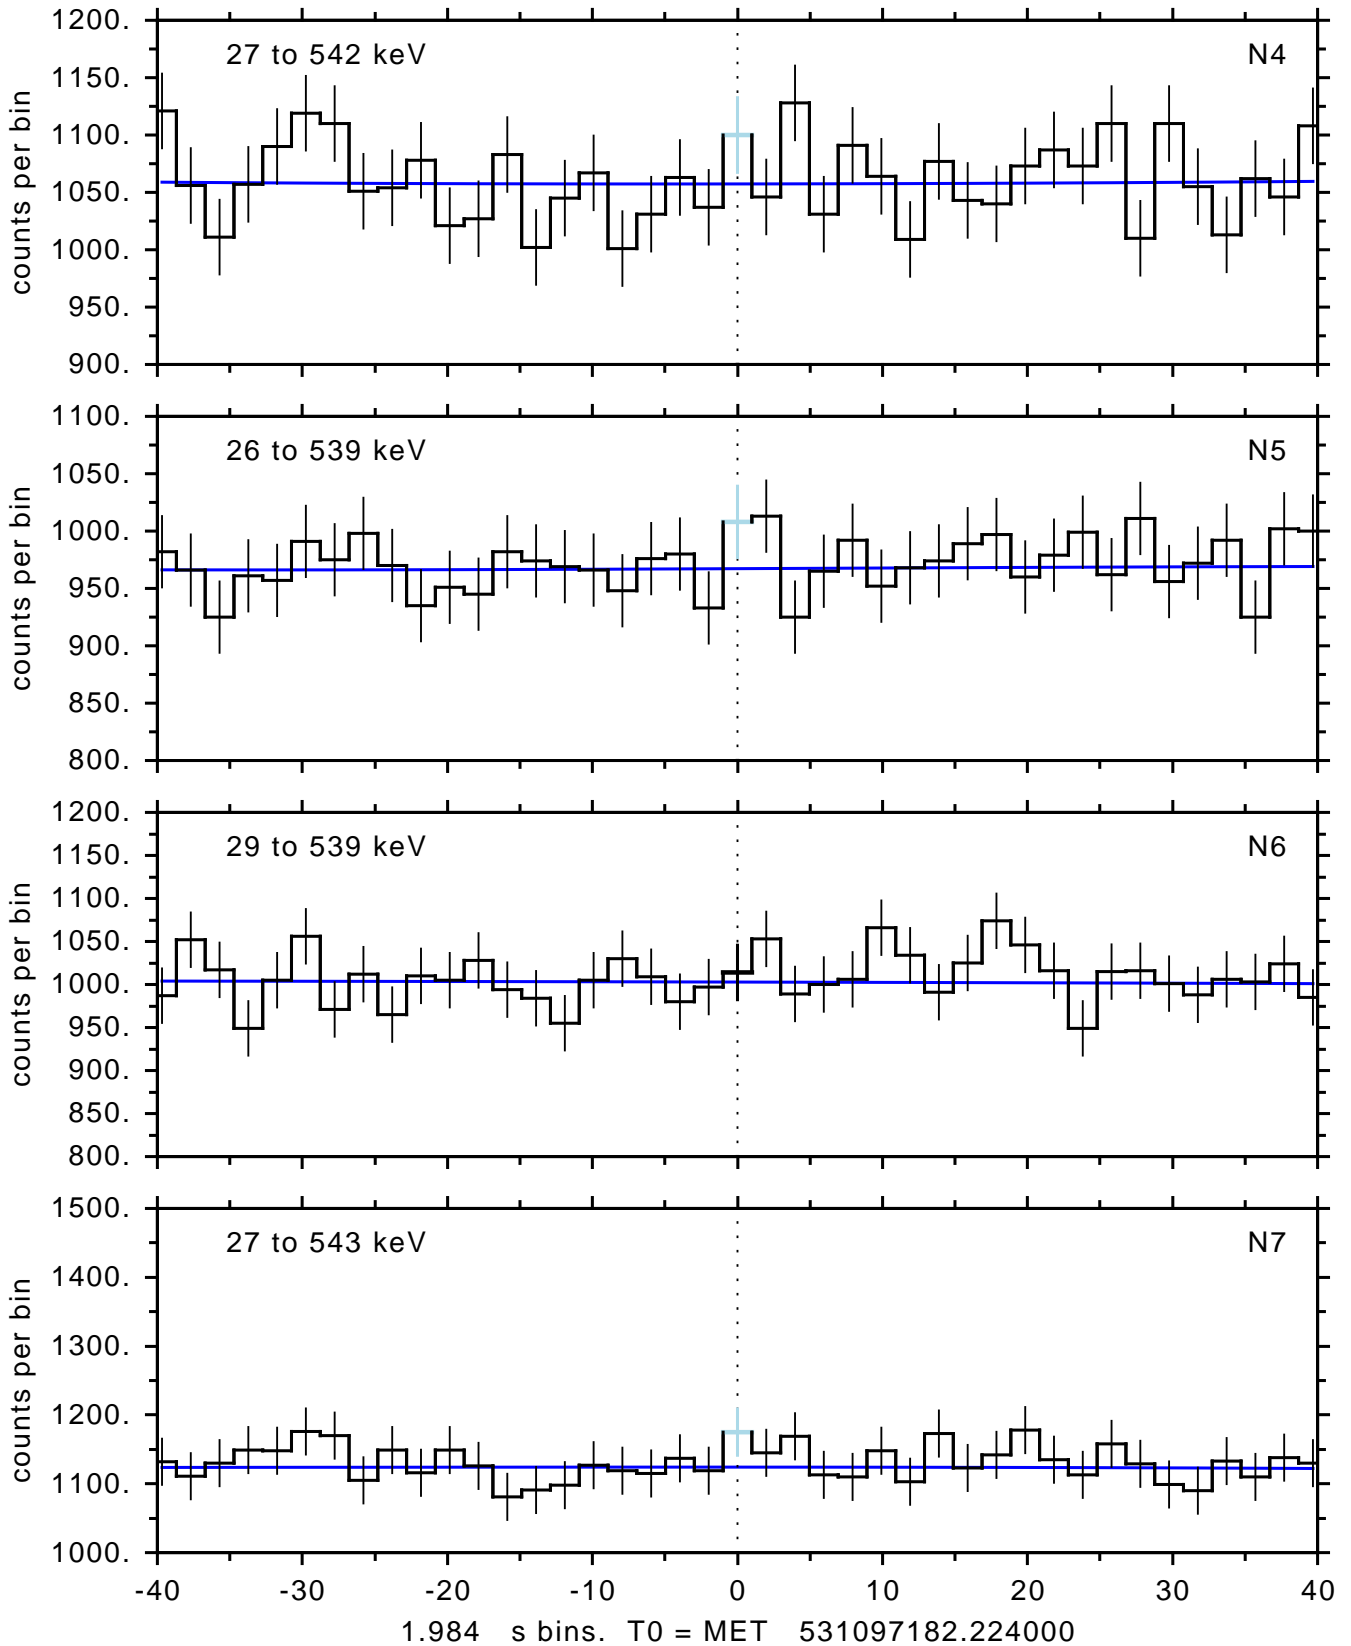 1200.
27 to 542 keV N4
1150.
1100.
1050.
1000.
950.
900.
counts per bin
1100.
26 to 539 keV N5
1050.
1000.
950.
900.
850.
800.
counts per bin
1200.
29 to 539 keV N6
1150.
1100.
1050.
1000.
950.
900.
850.
800.
counts per bin
1500.
27 to 543 keV N7
1400.
1300.
1200.
1100.
1000.
counts per bin
-40 -30 -20 -10 0 10 20 30 40
1.984 s bins. T0 = MET 531097182.224000